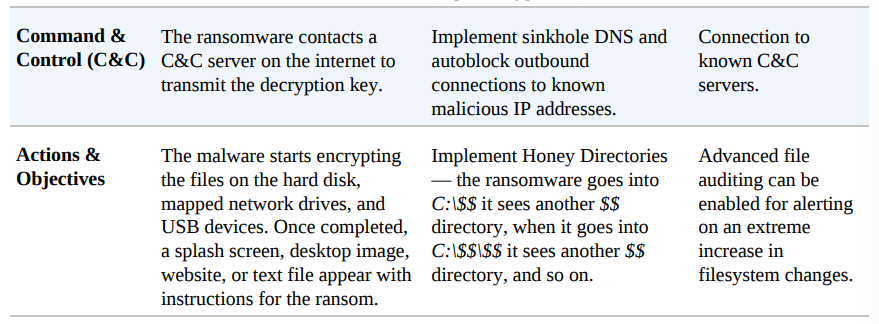 Command &
Control (C&C)
The ransomware contacts a
C&C server on the internet to
transmit the decryption key.
Implement sinkhole DNS and
autoblock outbound
connections to known
malicious IP addresses.
Connection to
known C&C
servers.
Actions &
Objectives
The malware starts encrypting
the files on the hard disk,
mapped network drives, and
USB devices. Once completed,
a splash screen, desktop image,
website, or text file appear with
instructions for the ransom.
Implement Honey Directories
— the ransomware goes into
C:\$$ it sees another $$
directory, when it goes into
C:\$$\$$ it sees another $$
directory, and so on.
Advanced file
auditing can be
enabled for alerting
on an extreme
increase in
filesystem changes.